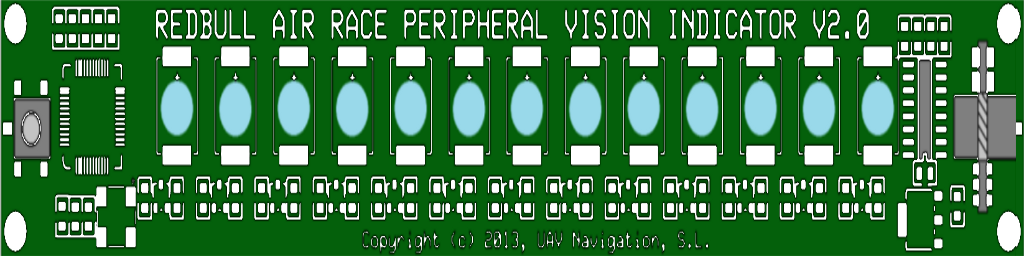 REDBULL AIR RACE PERIPHERAL VISION INDICATOR V2.0
Copyright (c) 2013, UAV Navigation, S.L.